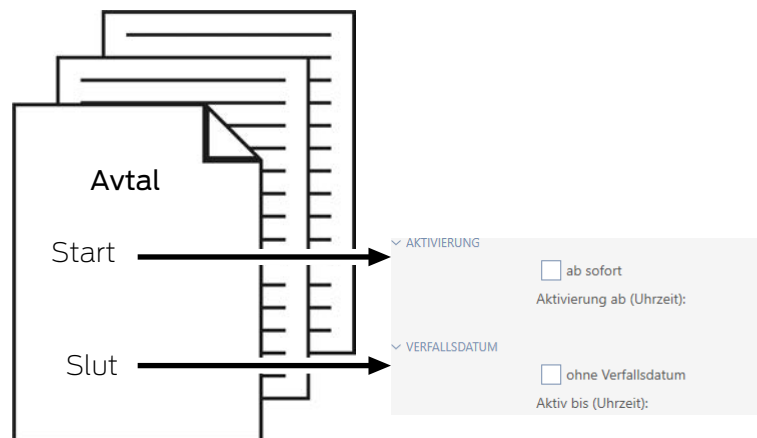 Avtal
Start
Slut
AKTIVIERUNG
ab sofort
Aktivierung ab (Uhrzeit):
VERFALLSDATUM
ohne Verfallsdatum
Aktiv bis (Uhrzeit):